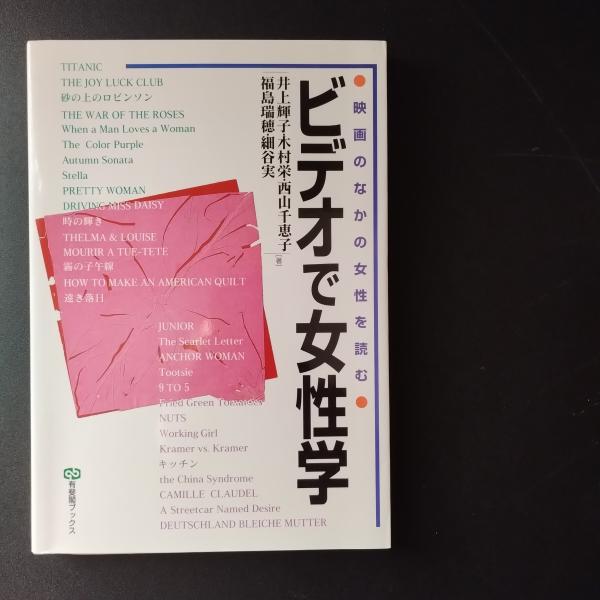 映画のなかの女性を読む
ビデオで女性学
井上輝子・木村栄・西山千恵子
福島瑞穂・細谷実
[著]
TITANIC
THE JOY LUCK CLUB
砂の上のロビンソン
THE WAR OF THE ROSES
When a Man Loves a Woman
The Color Purple
Autumn Sonata
Stella
PRETTY WOMAN
DRIVING MISS DAISY
時の輝き
THELMA & LOUISE
MOURIR A TUE-TETE
霧の子午線
HOW TO MAKE AN AMERICAN QUILT
遠き落日
JUNIOR
The Scarlet Letter
ANCHOR WOMAN
Tootsie
9 TO 5
Fried Green Tomatoes
NUTS
Working Girl
Kramer vs. Kramer
キッチン
the China Syndrome
CAMILLE CLAUDEL
A Streetcar Named Desire
DEUTSCHLAND BLEICHE MUTTER
有斐閣ブックス